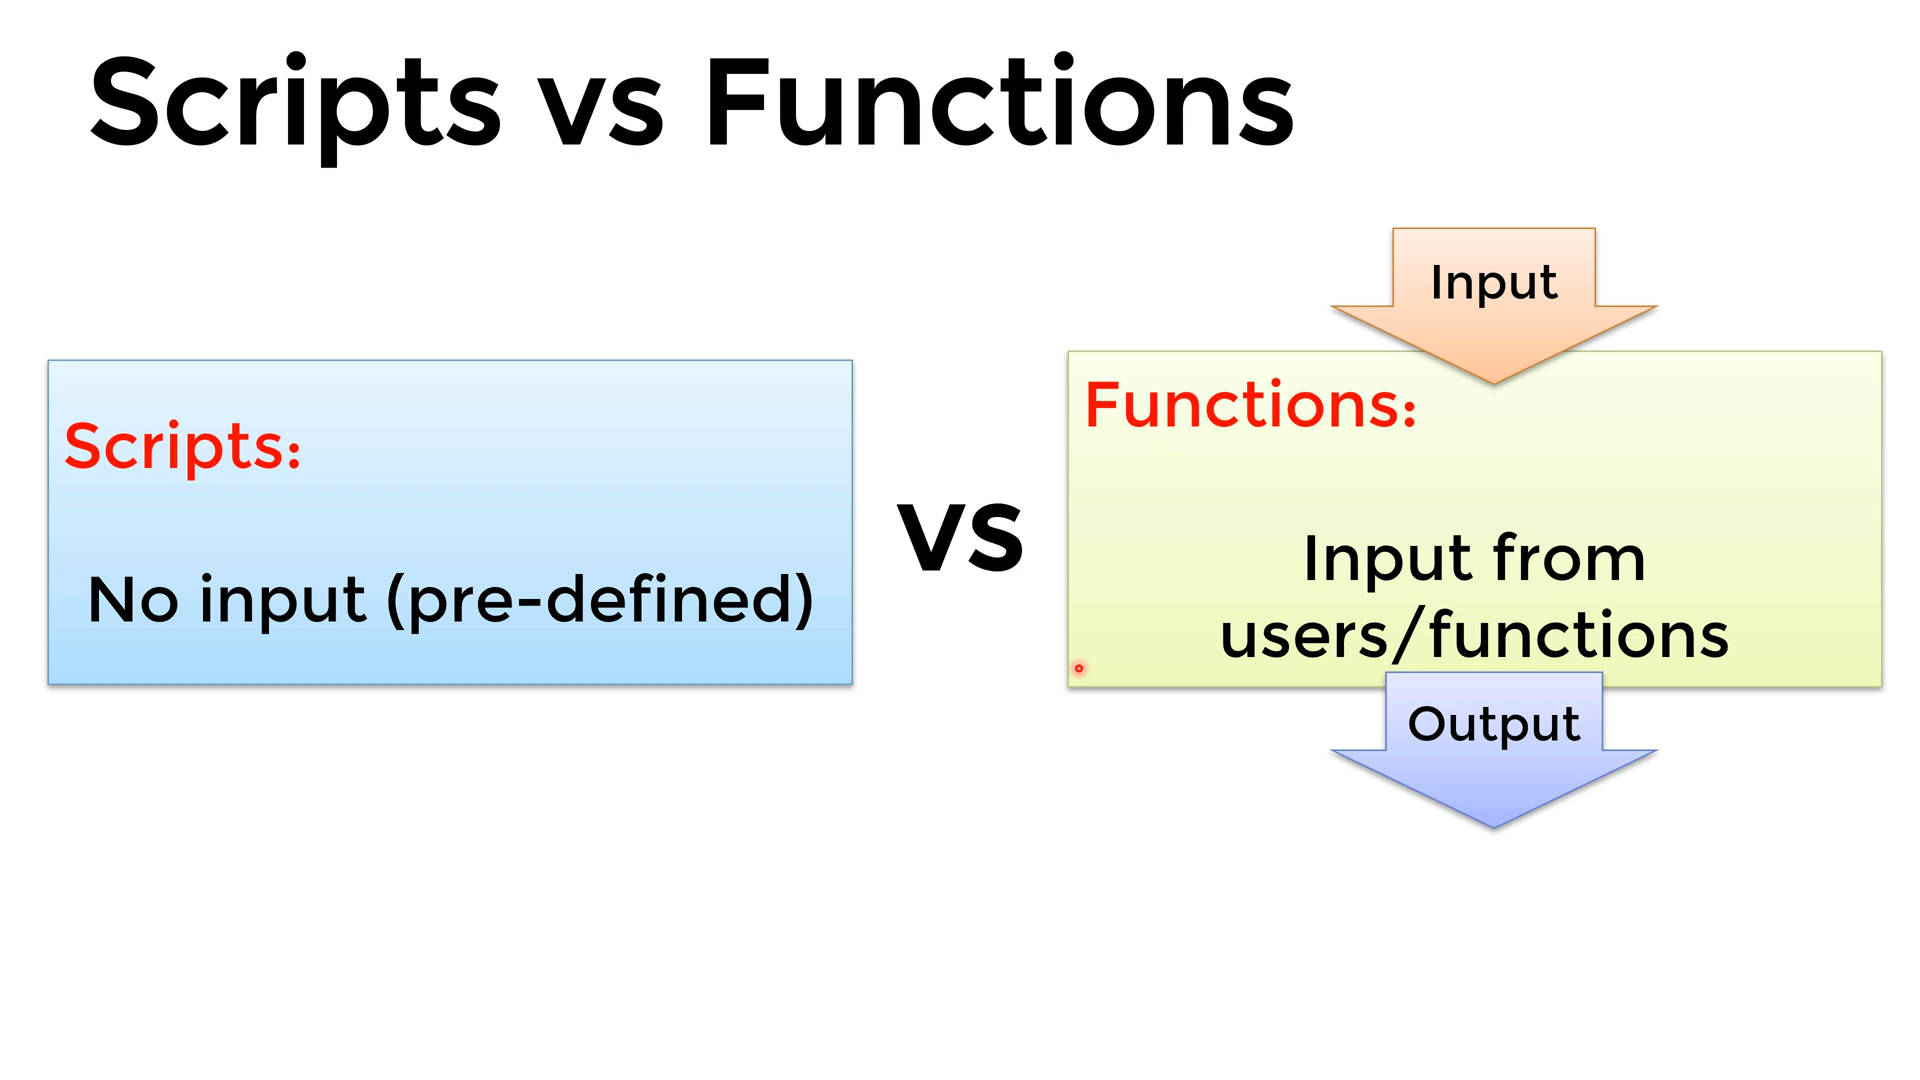 Scripts vs Functions
Scripts:
No input (pre-defined)
vs
Input
Functions:
Input from
users/functions
Output